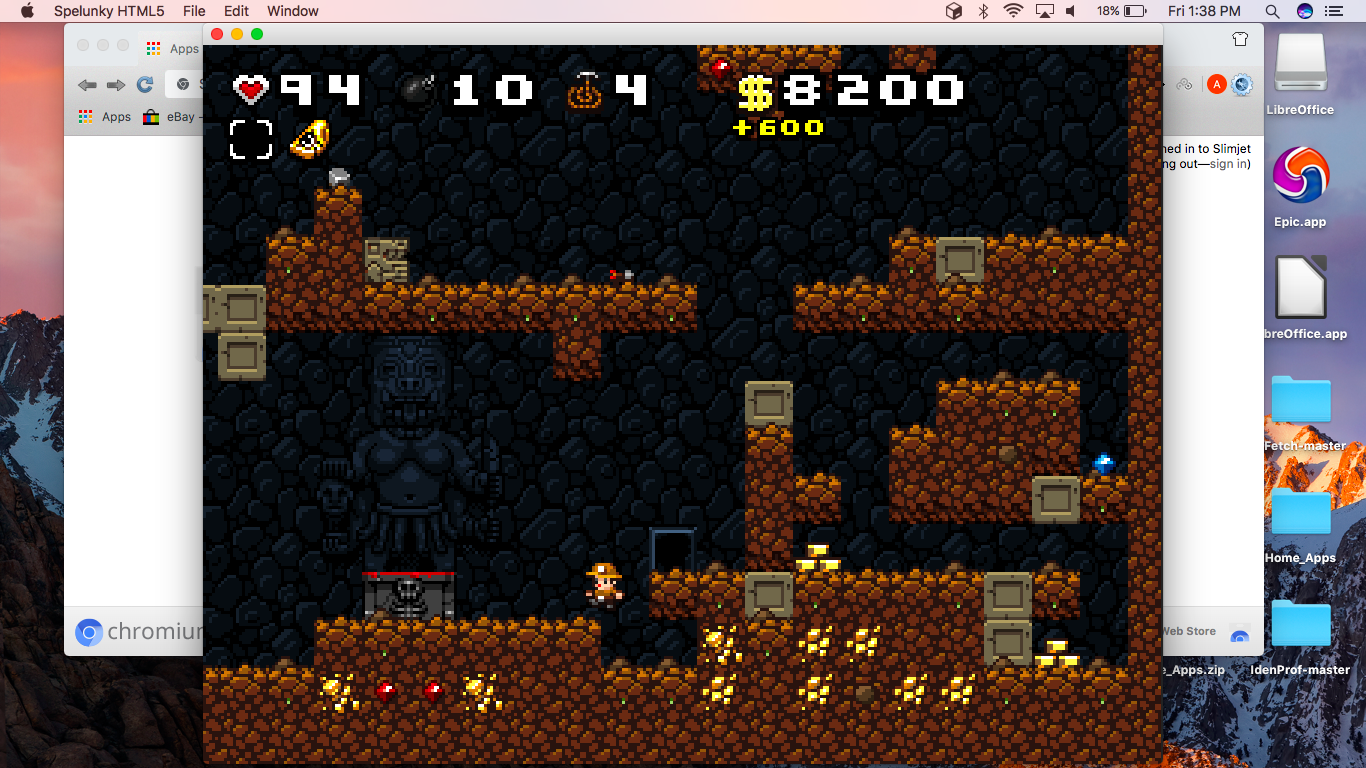 Spelunky HTML5 File Edit Window 18% Fri 1:38 PM
Apps
S
Apps eBay
94 10 4 $8200
+600
ned in to Slimjet
ng out—sign in)
LibreOffice
Epic.app
breOffice.app
Fetch-master
Home_Apps
chromium
Web Store
e_Apps.zip
IdenProf-master
A